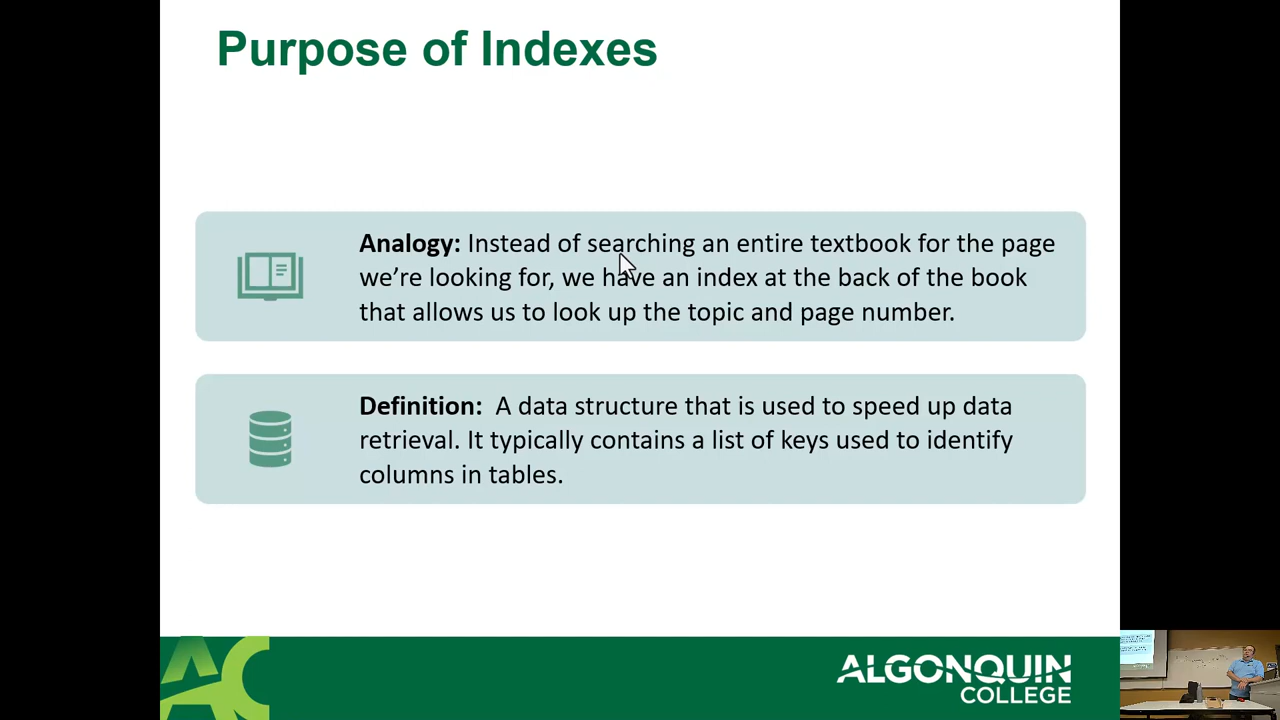 Purpose of Indexes
Analogy: Instead of searching an entire textbook for the page
we’re looking for, we have an index at the back of the book
that allows us to look up the topic and page number.
Definition:  A data structure that is used to speed up data
retrieval. It typically contains a list of keys used to identify
columns in tables.
AC
ALGONQUIN
COLLEGE